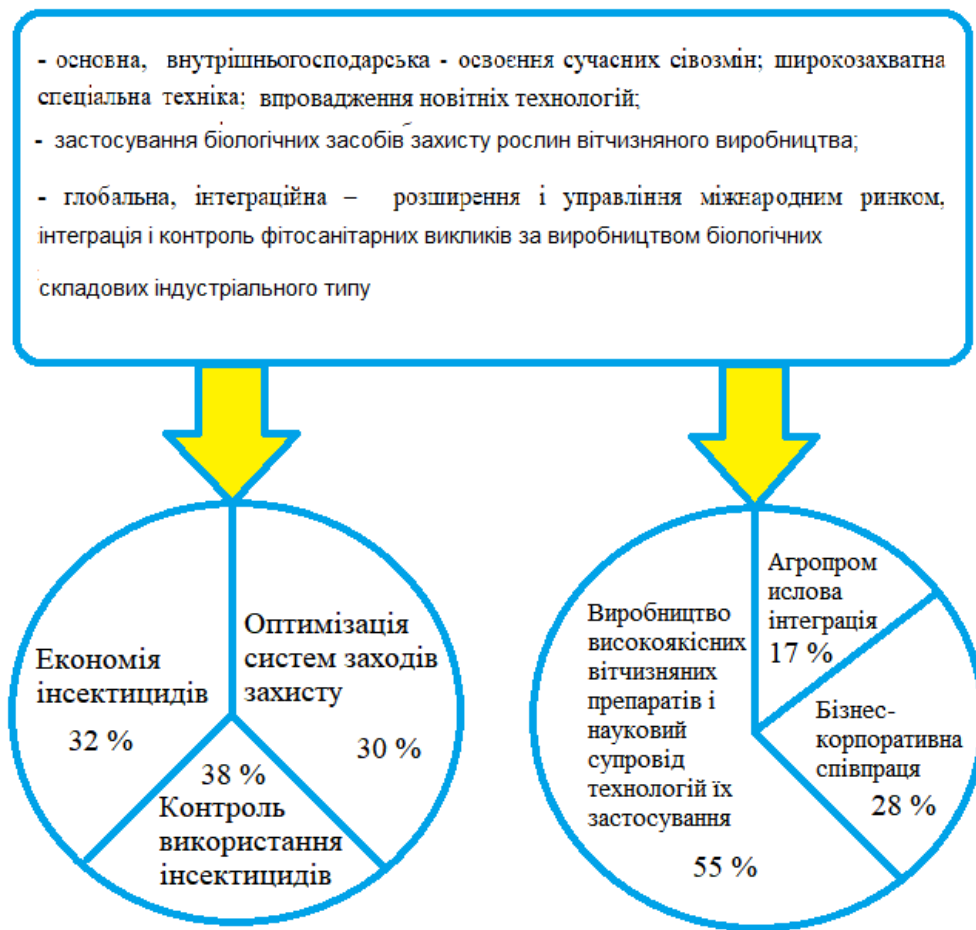 - основна, внутрішньогосподарська - освоєння сучасних сівозмін; широкозахватна
спеціальна техніка; впровадження новітніх технологій;
- застосування біологічних засобів захисту рослин вітчизняного виробництва;
- глобальна, інтеграційна – розширення і управління міжнародним ринком,
інтеграція і контроль фітосанітарних викликів за виробництвом біологічних
складових індустріального типу
Економія
інсектицидів
32 %
Оптимізація
систем заходів
захисту
30 %
38 %
Контроль
використання
інсектицидів
Виробництво
високоякісних
вітчизняних
препаратів і
науковий
супровід
технологій їх
застосування
55 %
Агропром
ислова
інтеграція
17 %
Бізнес-
корпоративна
співпраця
28 %